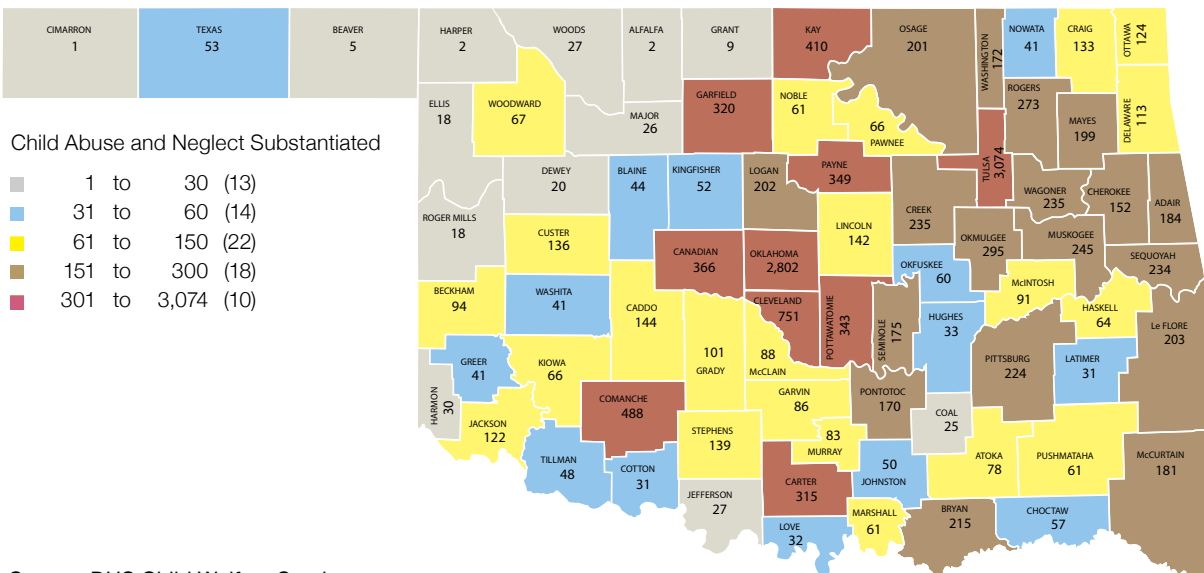 CIMARRON
1
TEXAS
53
BEAVER
5
HARPER
2
WOODS
27
ALFALFA
2
GRANT
9
KAY
410
OSAGE
201
WASHINGTON
172
NOWATA
41
CRAIG
133
OTTAWA
124
ELLIS
18
WOODWARD
67
MAJOR
26
GARFIELD
320
NOBLE
61
66
PAWNEE
ROGERS
273
MAYES
199
DELAWARE
113
Child Abuse and Neglect Substantiated
1 to 30 (13)
31 to 60 (14)
61 to 150 (22)
151 to 300 (18)
301 to 3,074 (10)
DEWEY
20
BLAINE
44
KINGFISHER
52
LOGAN
202
PAYNE
349
TULSA
3,074
WAGONER
235
CHEROKEE
152
ADAIR
184
ROGER MILLS
18
CUSTER
136
CANADIAN
366
OKLAHOMA
2,802
LINCOLN
142
CREEK
235
OKMULGEE
295
MUSKOGEE
245
SEQUOYAH
234
BECKHAM
94
WASHITA
41
CADDO
144
CLEVELAND
751
POTTAWATOMIE
343
SEMINOLE
175
OKFUSKEE
60
McINTOSH
91
HASKELL
64
Le FLORE
203
GREER
41
KIOWA
66
101
GRADY
88
McCLAIN
HUGHES
33
PITTSBURG
224
LATIMER
31
HARMON
30
JACKSON
122
COMANCHE
488
GARVIN
86
PONTOTOC
170
COAL
25
TILLMAN
48
COTTON
31
STEPHENS
139
83
MURRAY
50
JOHNSTON
ATOKA
78
PUSHMATAHA
61
McCURTAIN
181
JEFFERSON
27
CARTER
315
LOVE
32
MARSHALL
61
BRYAN
215
CHOCTAW
57